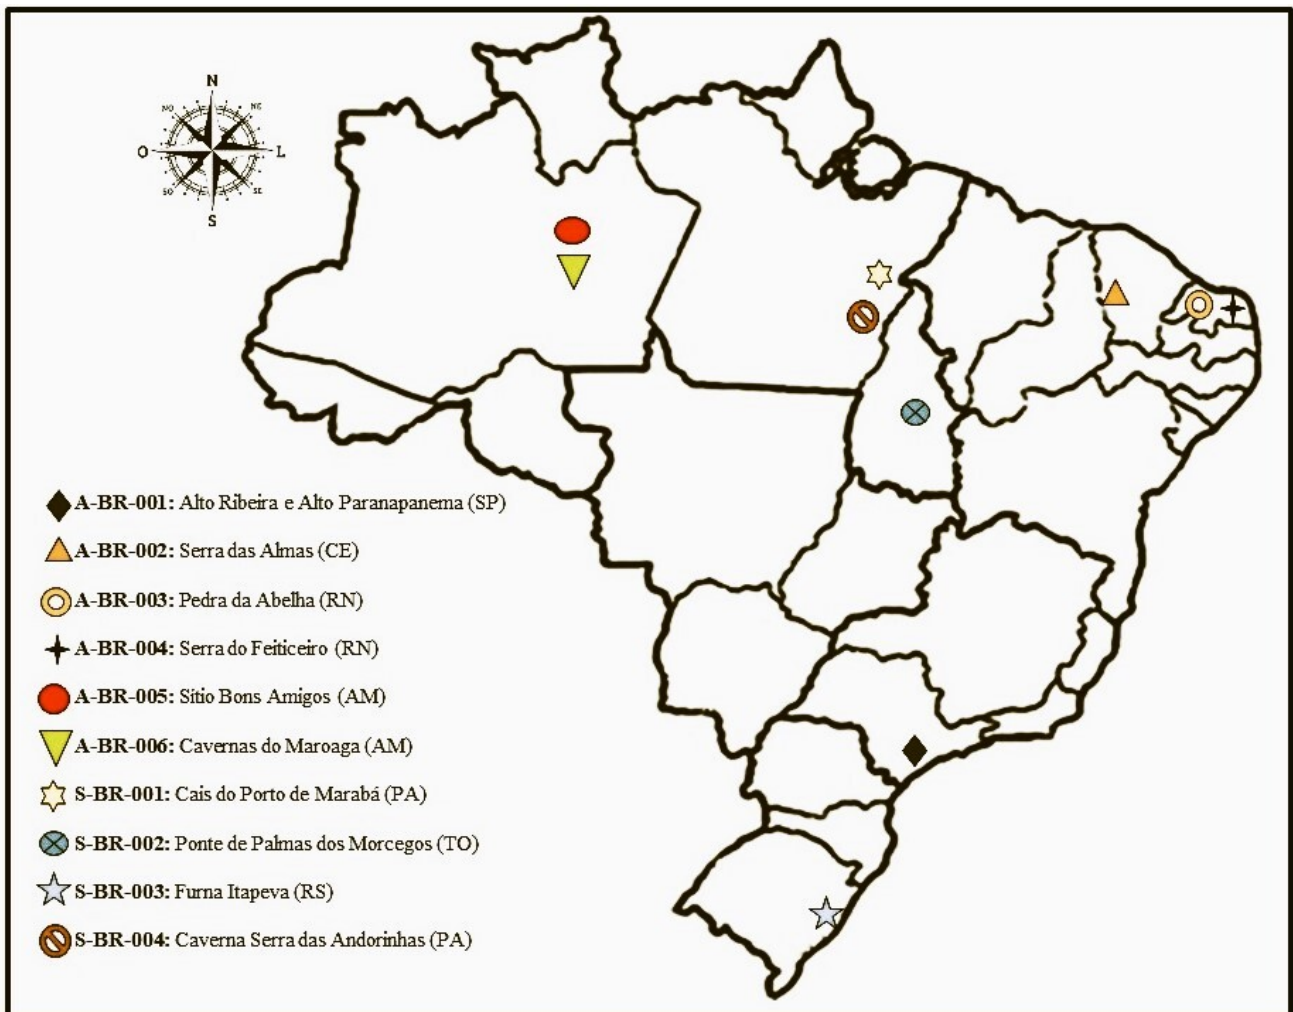 N
NO
NE
O
L
SO
SE
S
A-BR-001: Alto Ribeira e Alto Paranapanema (SP)
A-BR-002: Serra das Almas (CE)
A-BR-003: Pedra da Abelha (RN)
A-BR-004: Serra do Feiticeiro (RN)
A-BR-005: Sítio Bons Amigos (AM)
A-BR-006: Cavernas do Maroaga (AM)
S-BR-001: Cais do Porto de Marabá (PA)
S-BR-002: Ponte de Palmas dos Morcegos (TO)
S-BR-003: Furna Itapeva (RS)
S-BR-004: Caverna Serra das Andorinhas (PA)